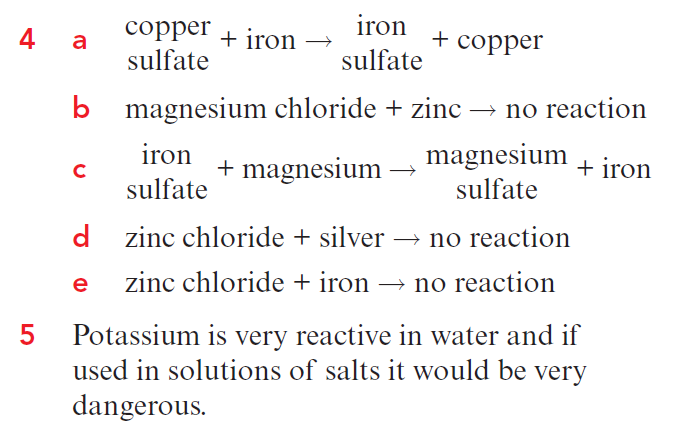 4 a copper sulfate + iron → iron sulfate + copper
b magnesium chloride + zinc → no reaction
c iron sulfate + magnesium → magnesium sulfate + iron
d zinc chloride + silver → no reaction
e zinc chloride + iron → no reaction
5 Potassium is very reactive in water and if
used in solutions of salts it would be very
dangerous.